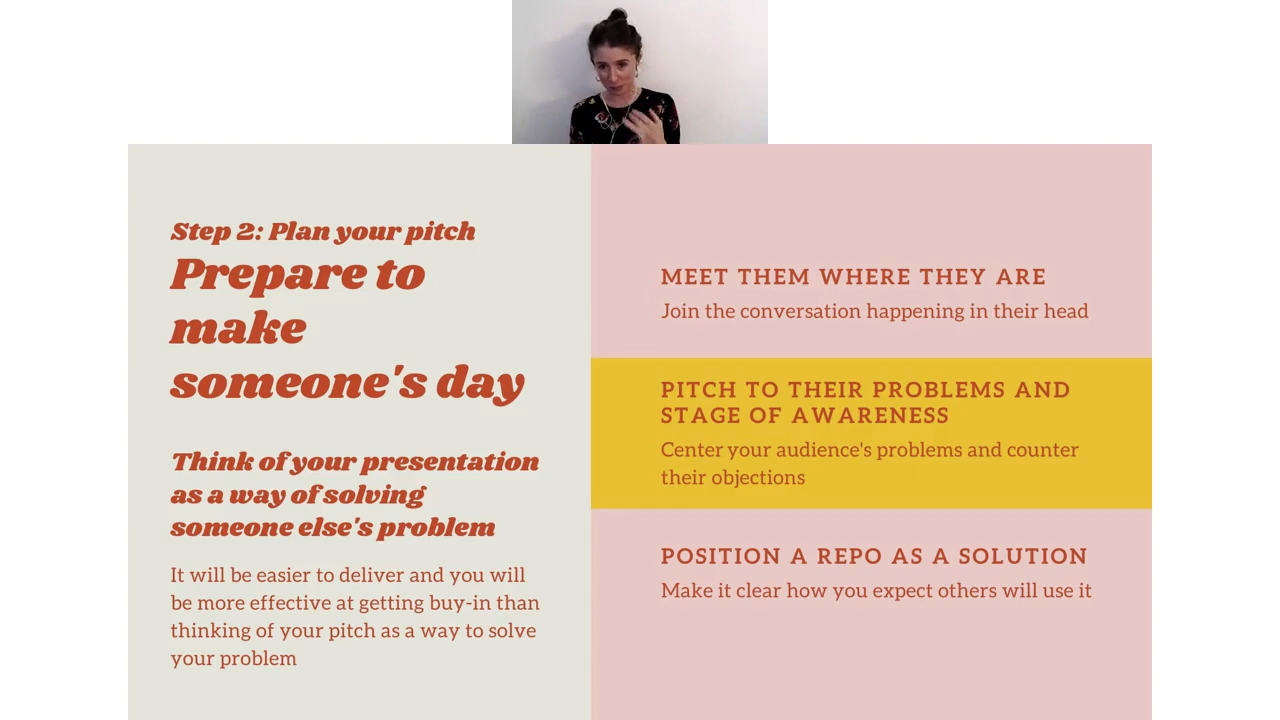 Step 2: Plan your pitch
Prepare to
make
someone's day
Think of your presentation
as a way of solving
someone else's problem
It will be easier to deliver and you will
be more effective at getting buy-in than
thinking of your pitch as a way to solve
your problem
MEET THEM WHERE THEY ARE
Join the conversation happening in their head
PITCH TO THEIR PROBLEMS AND
STAGE OF AWARENESS
Center your audience's problems and counter
their objections
POSITION A REPO AS A SOLUTION
Make it clear how you expect others will use it